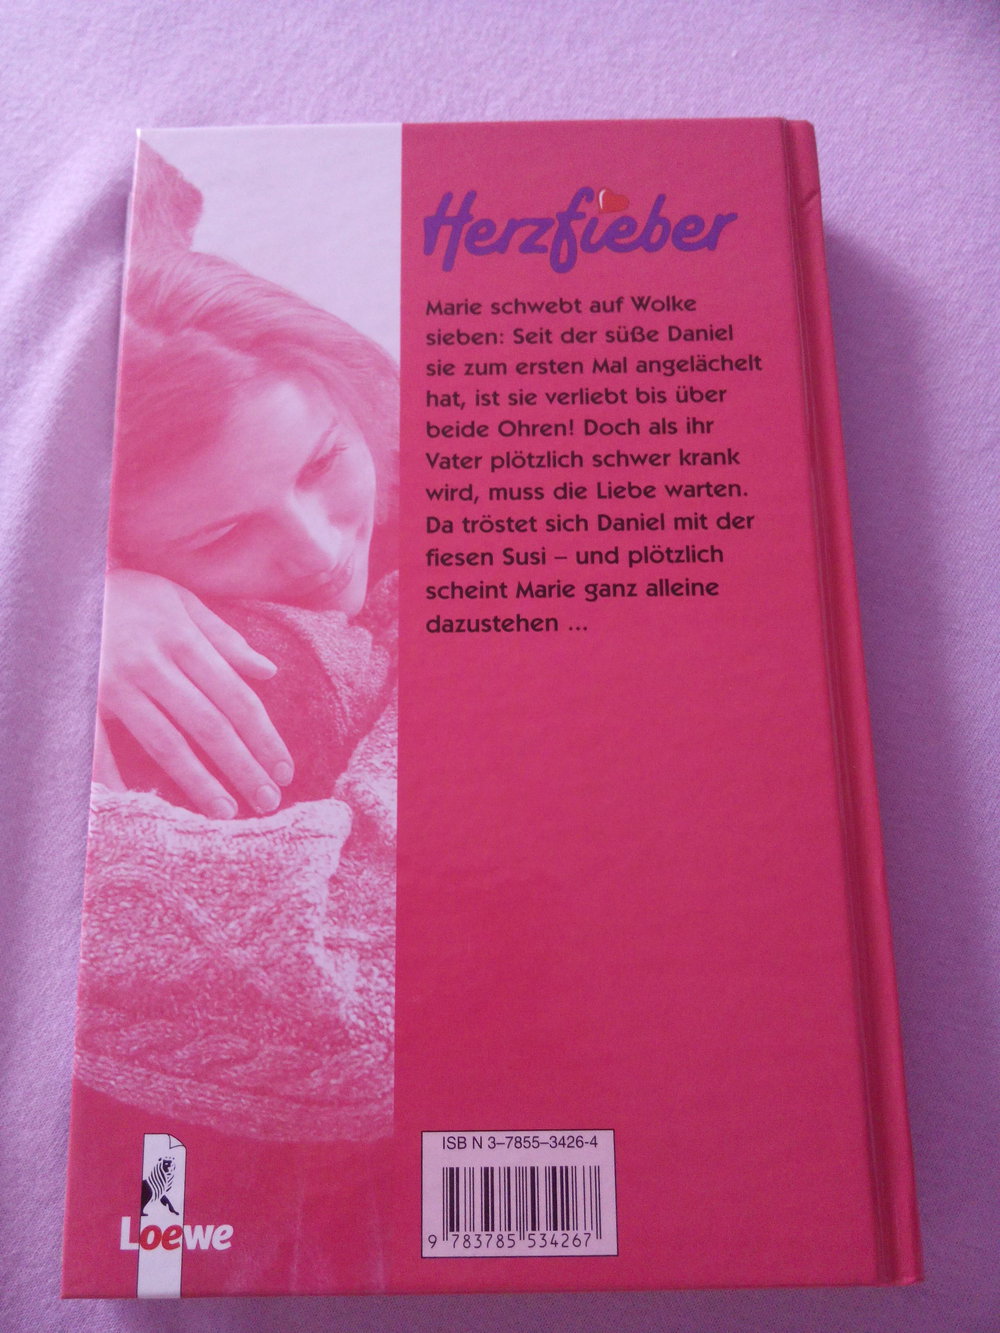 Herzfieber
Marie schwebt auf Wolke
sieben: Seit der süße Daniel
sie zum ersten Mal angelächelt
hat, ist sie verliebt bis über
beide Ohren! Doch als ihr
Vater plötzlich schwer krank
wird, muss die Liebe warten.
Da tröstet sich Daniel mit der
fiesen Susi – und plötzlich
scheint Marie ganz alleine
dazustehen ...
ISB N 3–7855–3426-4
9 783785 534267
Loewe